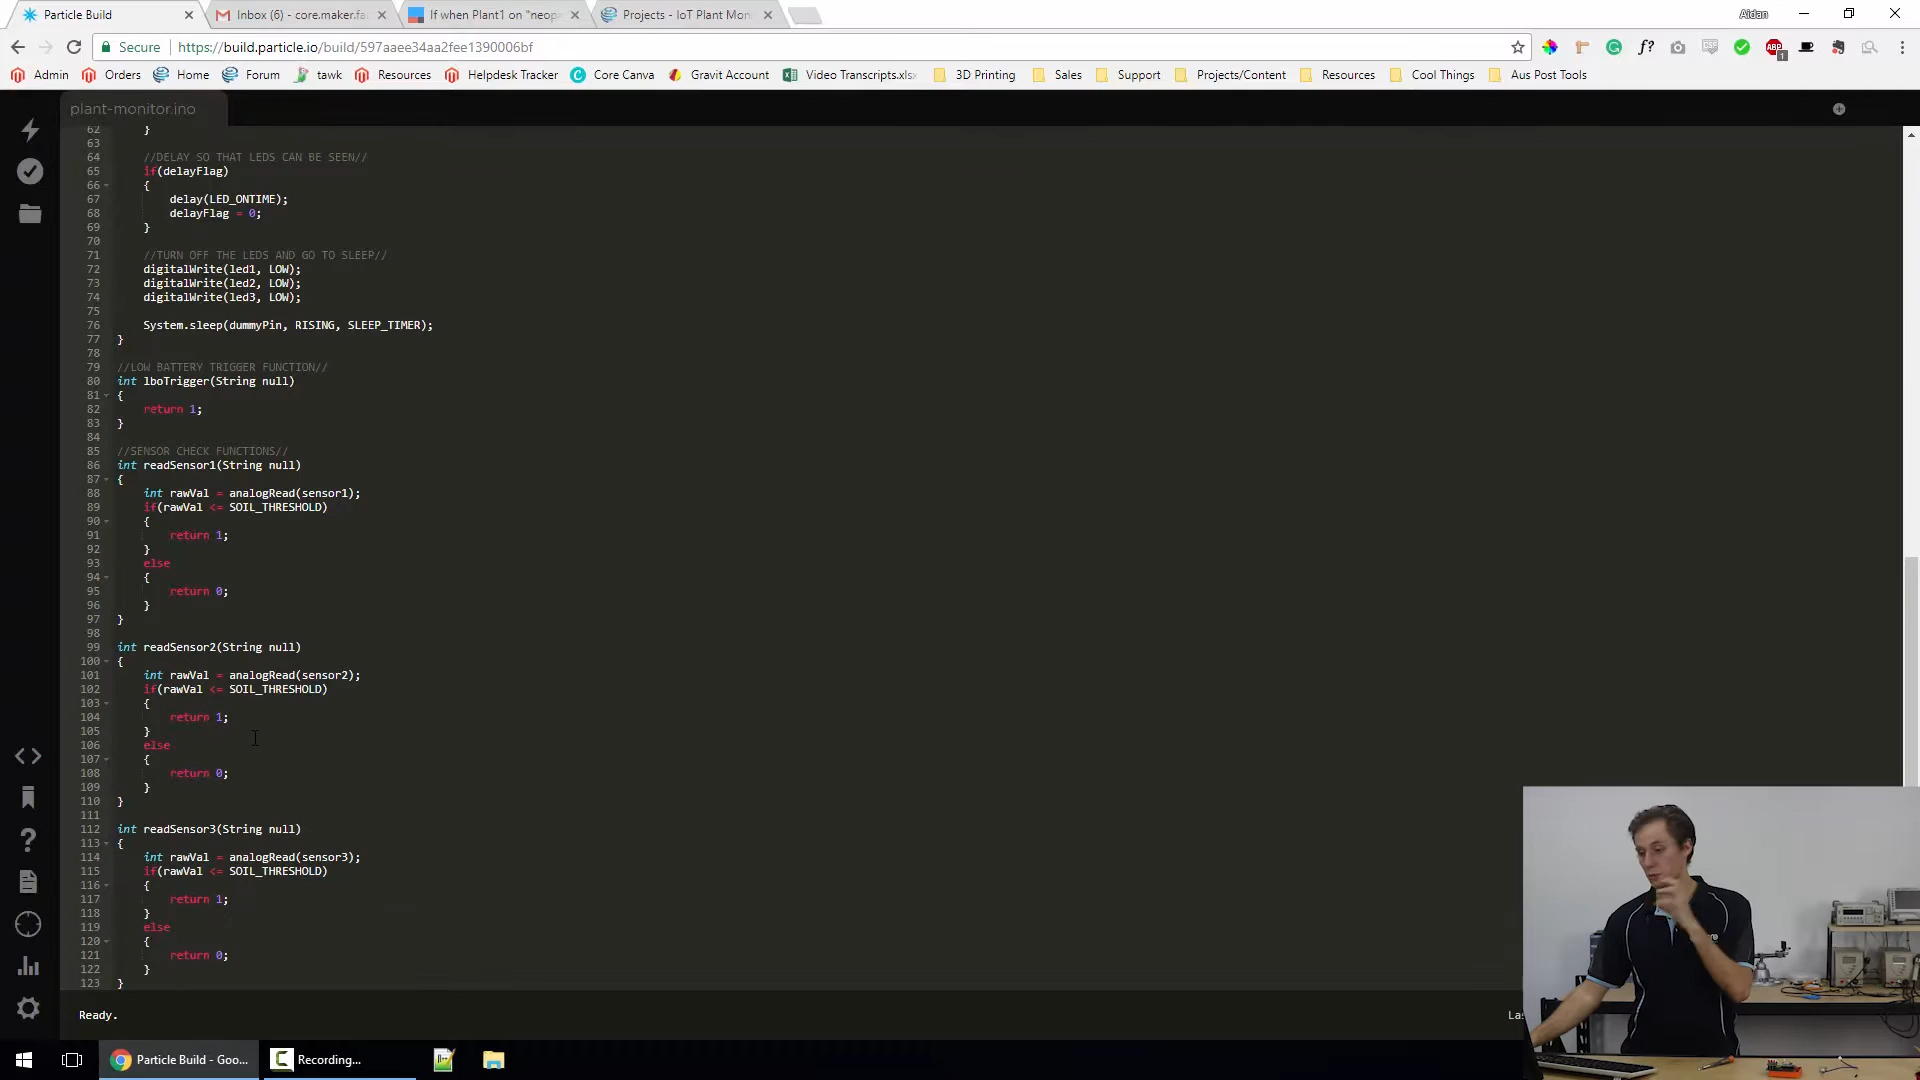 Particle Build
Inbox (6) - core.maker.fa
If when Plant1 on "neop
Projects - IoT Plant Mon
Aidan
Secure
https://build.particle.io/build/597aaee34aa2fee1390006bf
f?
CSS
ABP
1
Admin
Orders
Home
Forum
tawk
Resources
Helpdesk Tracker
Core Canva
Gravit Account
Video Transcripts.xlsx
3D Printing
Sales
Support
Projects/Content
Resources
Cool Things
Aus Post Tools
plant-monitor.ino
62 }
63
64 //DELAY SO THAT LEDS CAN BE SEEN//
65 if(delayFlag)
66 {
67 delay(LED_ONTIME);
68 delayFlag = 0;
69 }
70
71 //TURN OFF THE LEDS AND GO TO SLEEP//
72 digitalWrite(led1, LOW);
73 digitalWrite(led2, LOW);
74 digitalWrite(led3, LOW);
75
76 System.sleep(dummyPin, RISING, SLEEP_TIMER);
77 }
78
79 //LOW BATTERY TRIGGER FUNCTION//
80 int lboTrigger(String null)
81 {
82 return 1;
83 }
84
85 //SENSOR CHECK FUNCTIONS//
86 int readSensor1(String null)
87 {
88 int rawVal = analogRead(sensor1);
89 if(rawVal <= SOIL_THRESHOLD)
90 {
91 return 1;
92 }
93 else
94 {
95 return 0;
96 }
97 }
98
99 int readSensor2(String null)
100 {
101 int rawVal = analogRead(sensor2);
102 if(rawVal <= SOIL_THRESHOLD)
103 {
104 return 1;
105 }
106 else
107 {
108 return 0;
109 }
110 }
111
112 int readSensor3(String null)
113 {
114 int rawVal = analogRead(sensor3);
115 if(rawVal <= SOIL_THRESHOLD)
116 {
117 return 1;
118 }
119 else
120 {
121 return 0;
122 }
123 }
Ready.
Las
Particle Build - Goo...
Recording...